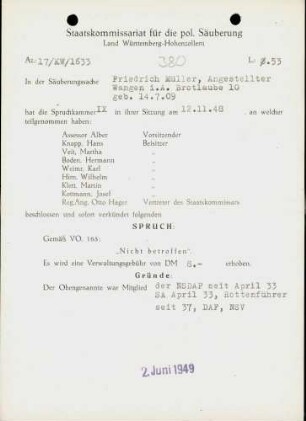 Staatskommissariat für die pol. Säuberung
Land Württemberg-Hohenzollern
Az: 17/KW/1633
380
L. 53
In der Säuberungssache
Friedrich Müller, Angestellter
Wangen i.A. Brotlaube 10
geb. 14.7.09
hat die Spruchkammer IX in ihrer Sitzung am 12.11.48 an welcher
teilgenommen haben:
Assessor Alber Vorsitzender
Knapp, Hans Beisitzer
Veit, Martha "
Baden, Hermann "
Weimt, Karl "
Hirn, Wilhelm "
Klett, Martin "
Kottmann, Josef "
Reg.Ang. Otto Hager Vertreter des Staatskommissars
beschlossen und sofort verkündet folgenden
SPRUCH:
Gemäß VO. 165:
„Nicht betroffen".
Es wird eine Verwaltungsgebühr von DM 8.- erhoben.
Gründe:
Der Obengenannte war Mitglied der NSDAP seit April 33
SA April 33, Rottenführer
seit 37, DAF, NSV
2. Juni 1949